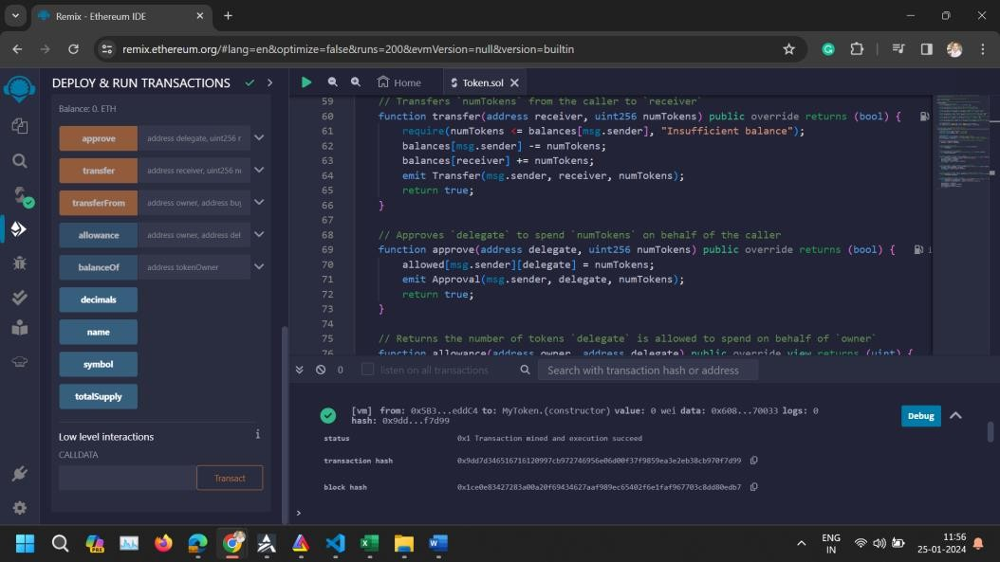 Remix - Ethereum IDE
remix.ethereum.org/#lang=en&optimize=false&runs=200&evmVersion=null&version=builtin
DEPLOY & RUN TRANSACTIONS
Home
Token.sol
Balance: 0. ETH
approve address delegate, uint256 r
transfer address receiver, uint256 nu
transferFrom address owner, address buy
allowance address owner, address del
balanceOf address tokenOwner
decimals
name
symbol
totalSupply
Low level interactions
CALLDATA
Transact
59 // Transfers `numTokens` from the caller to `receiver`
60 function transfer(address receiver, uint256 numTokens) public override returns (bool) {
61 require(numTokens <= balances[msg.sender], "Insufficient balance");
62 balances[msg.sender] -= numTokens;
63 balances[receiver] += numTokens;
64 emit Transfer(msg.sender, receiver, numTokens);
65 return true;
66 }
67
68 // Approves `delegate` to spend `numTokens` on behalf of the caller
69 function approve(address delegate, uint256 numTokens) public override returns (bool) { i
70 allowed[msg.sender][delegate] = numTokens;
71 emit Approval(msg.sender, delegate, numTokens);
72 return true;
73 }
74
75 // Returns the number of tokens `delegate` is allowed to spend on behalf of `owner`
76 function allowance(address owner, address delegate) public override view returns (uint) {
0 listen on all transactions Search with transaction hash or address
[vm] from: 0x5B3...eddC4 to: MyToken.(constructor) value: 0 wei data: 0x608...70033 logs: 0
hash: 0x9dd...f7d99
Debug
status 0x1 Transaction mined and execution succeed
transaction hash 0x9dd7d346516716120997cb972746956e06d00f37f9859ea3e2eb38cb970f7d99
block hash 0x1ce0e83427283a00a20f69434627aaf989ec65402f6e1faf967703c8dd80edb7
>
PRE
ENG
IN
11:56
25-01-2024